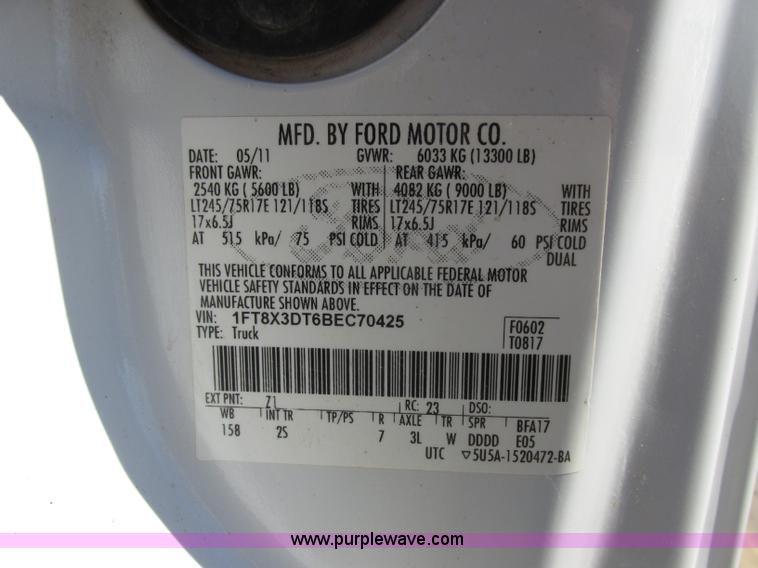 MFD. BY FORD MOTOR CO.
DATE: 05/11 GVWR: 6033 KG (13300 LB)
FRONT GAWR: REAR GAWR:
2540 KG ( 5600 LB) WITH 4082 KG ( 9000 LB) WITH
LT245/75R17E 121/118S TIRES LT245/75R17E 121/118S TIRES
17x6.5J RIMS 17x6.5J RIMS
AT 515 kPa/ 75 PSI COLD AT 415 kPa/ 60 PSI COLD
DUAL
THIS VEHICLE CONFORMS TO ALL APPLICABLE FEDERAL MOTOR
VEHICLE SAFETY STANDARDS IN EFFECT ON THE DATE OF
MANUFACTURE SHOWN ABOVE.
VIN: 1FT8X3DT6BEC70425 F0602
TYPE: Truck T0817
EXT PNT: Z1 RC: 23 DSO:
WB INT TR TP/PS R AXLE TR SPR BFA17
158 2S 7 3L W DDDD E05
UTC ▽5U5A-1520472-BA
www.purplewave.com